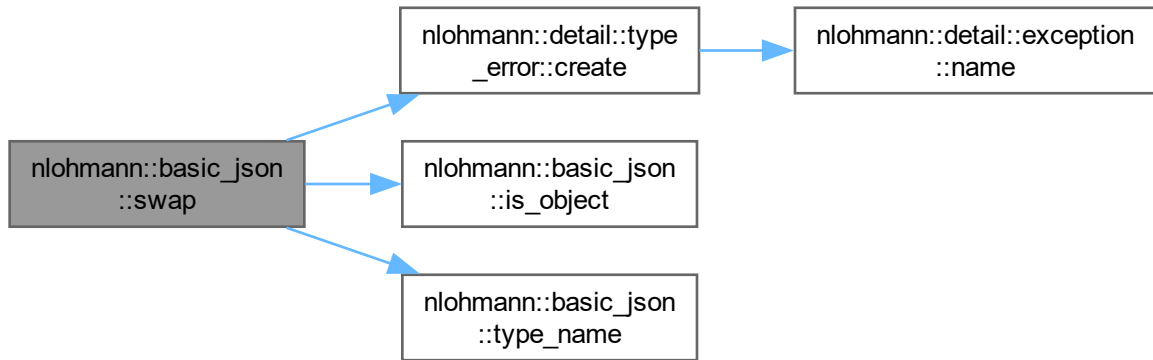 nlohmann::detail::type
_error::create
nlohmann::detail::exception
::name
nlohmann::basic_json
::swap
nlohmann::basic_json
::is_object
nlohmann::basic_json
::type_name